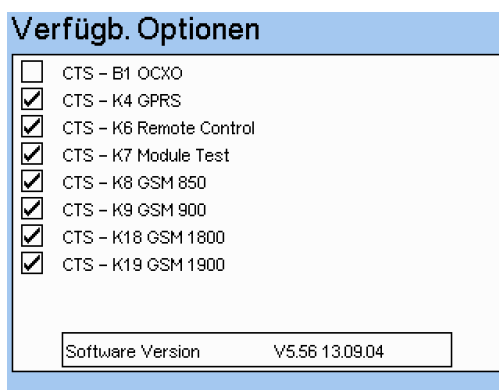 Verfügb. Optionen
CTS - B1 OCXO
CTS - K4 GPRS
CTS - K6 Remote Control
CTS - K7 Module Test
CTS - K8 GSM 850
CTS - K9 GSM 900
CTS - K18 GSM 1800
CTS - K19 GSM 1900
Software Version V5.56 13.09.04